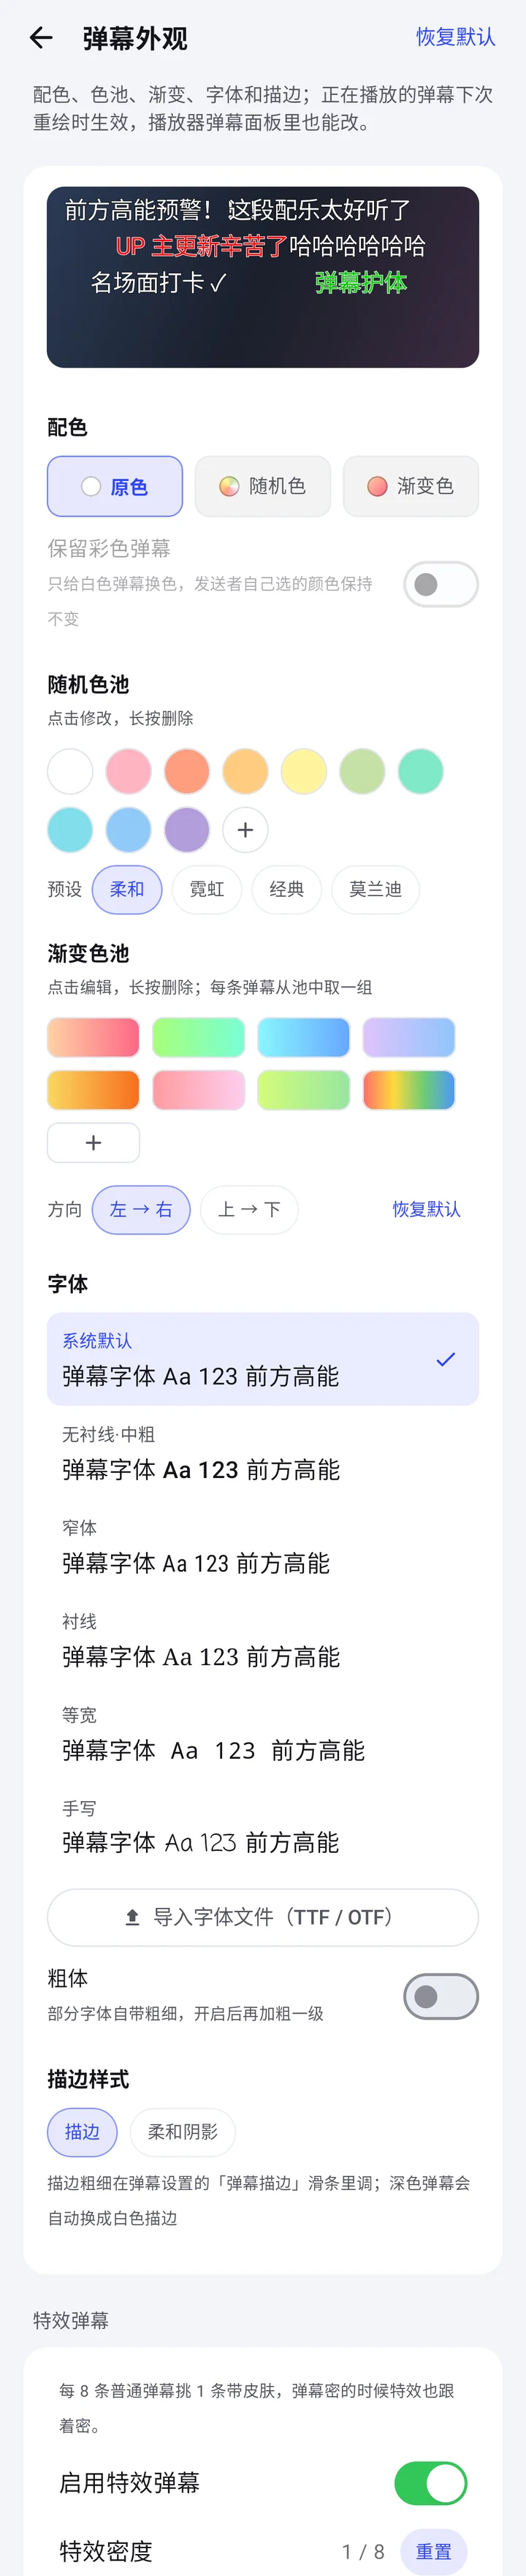 弹幕外观
恢复默认
配色、色池、渐变、字体和描边；正在播放的弹幕下次
重绘时生效，播放器弹幕面板里也能改。
前方高能预警！这段配乐太好听了
UP 主更新辛苦了哈哈哈哈哈哈
名场面打卡✓ 弹幕护体
配色
原色 随机色 渐变色
保留彩色弹幕
只给白色弹幕换色，发送者自己选的颜色保持
不变
随机色池
点击修改，长按删除
+
预设 柔和 霓虹 经典 莫兰迪
渐变色池
点击编辑，长按删除；每条弹幕从池中取一组
+
方向 左 → 右 上 → 下 恢复默认
字体
系统默认
弹幕字体 Aa 123 前方高能
无衬线·中粗
弹幕字体 Aa 123 前方高能
窄体
弹幕字体 Aa 123 前方高能
衬线
弹幕字体 Aa 123 前方高能
等宽
弹幕字体 Aa 123 前方高能
手写
弹幕字体 Aa 123 前方高能
导入字体文件（TTF / OTF）
粗体
部分字体自带粗细，开启后再加粗一级
描边样式
描边 柔和阴影
描边粗细在弹幕设置的「弹幕描边」滑条里调；深色弹幕会
自动换成白色描边
特效弹幕
每 8 条普通弹幕挑 1 条带皮肤，弹幕密的时候特效也跟
着密。
启用特效弹幕
特效密度 1 / 8 重置